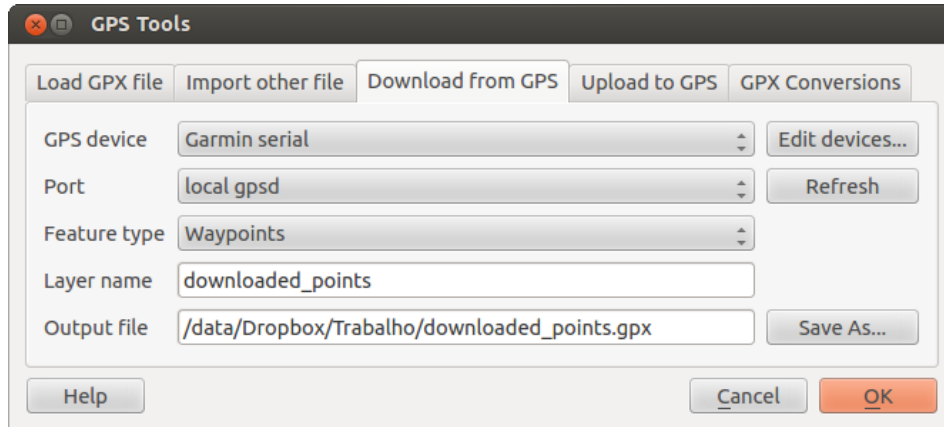 GPS Tools
Load GPX file Import other file Download from GPS Upload to GPS GPX Conversions
GPS device Garmin serial Edit devices...
Port local gpsd Refresh
Feature type Waypoints
Layer name downloaded_points
Output file /data/Dropbox/Trabalho/downloaded_points.gpx Save As...
Help Cancel OK